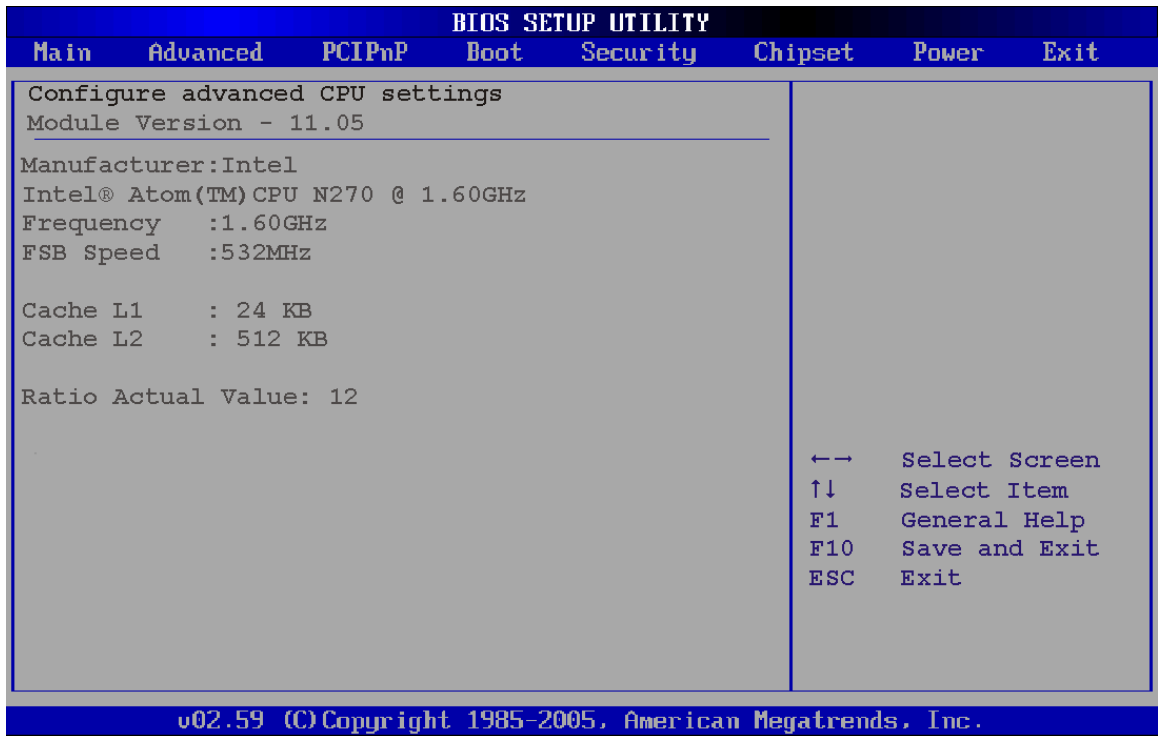 BIOS SETUP UTILITY
Main Advanced PCIPnP Boot Security Chipset Power Exit
Configure advanced CPU settings
Module Version - 11.05
Manufacturer:Intel
Intel® Atom(TM)CPU N270 @ 1.60GHz
Frequency :1.60GHz
FSB Speed :532MHz
Cache L1 : 24 KB
Cache L2 : 512 KB
Ratio Actual Value: 12
←→ Select Screen
↑↓ Select Item
F1 General Help
F10 Save and Exit
ESC Exit
v02.59 (C)Copyright 1985-2005, American Megatrends, Inc.